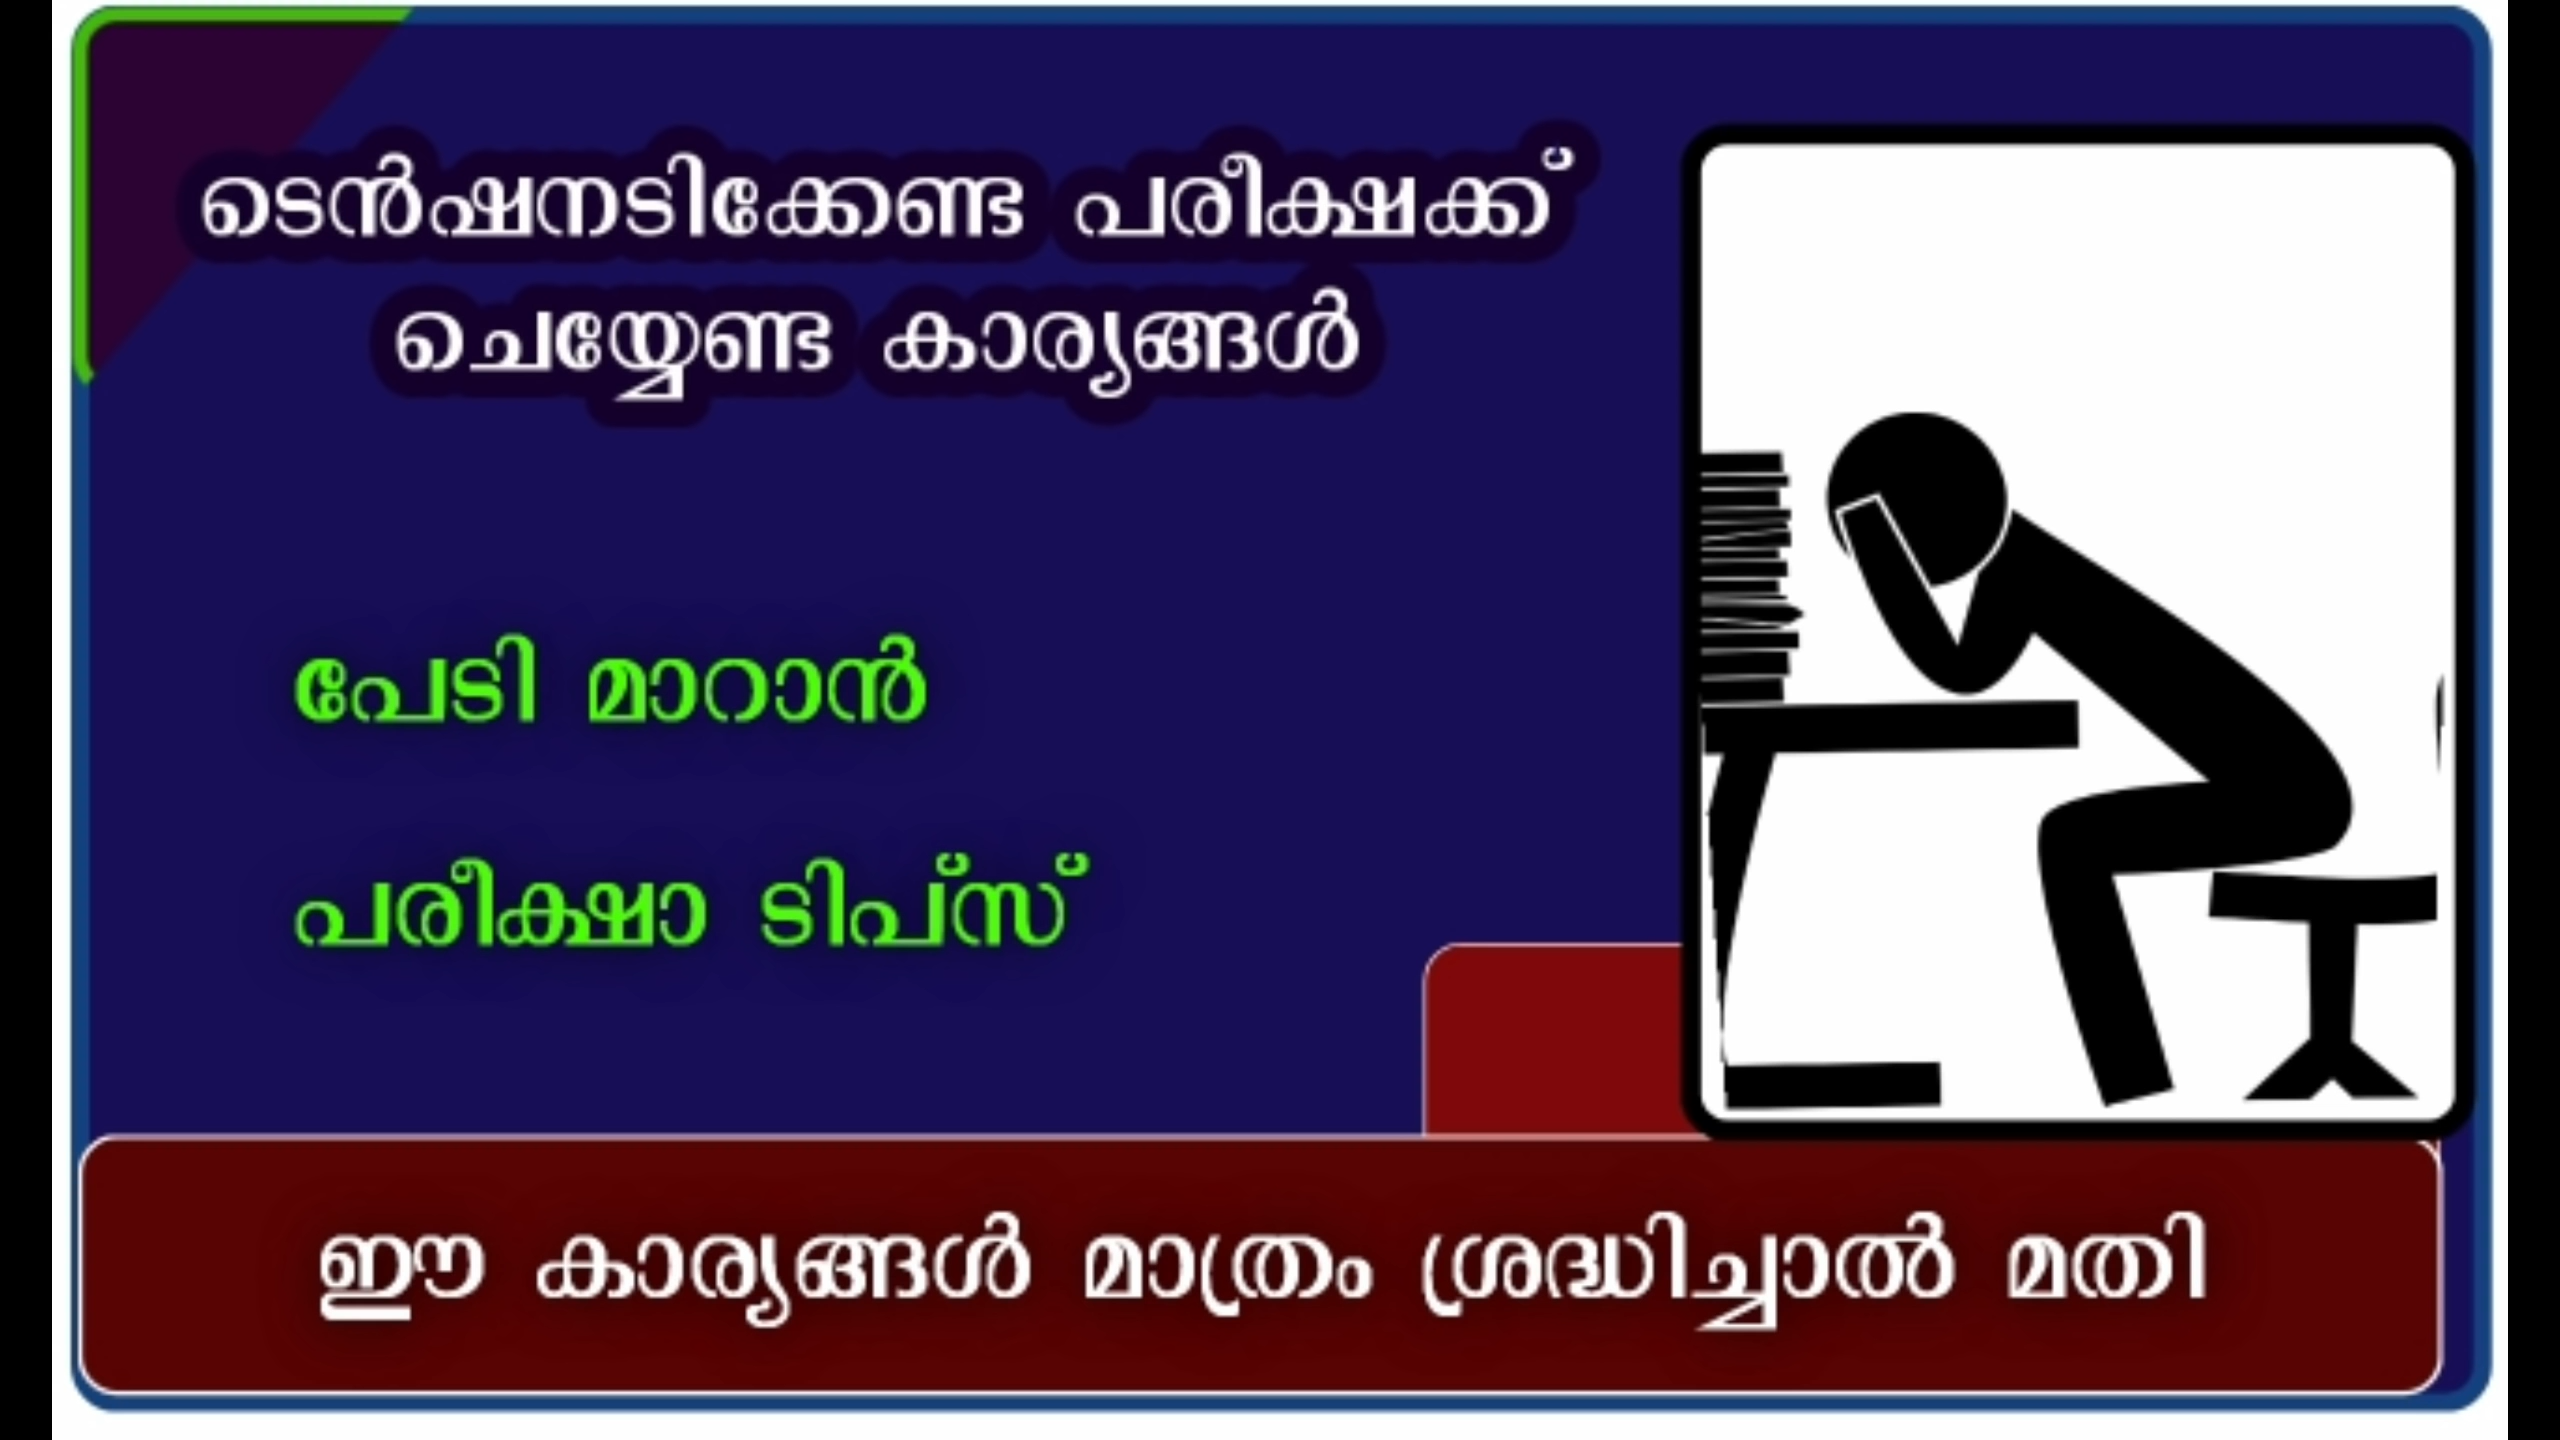 ടെൻഷനടിക്കേണ്ട പരീക്ഷക്ക്
ചെയ്യേണ്ട കാര്യങ്ങൾ
പേടി മാറാൻ
പരീക്ഷാ ടിപ്സ്
ഈ കാര്യങ്ങൾ മാത്രം ശ്രദ്ധിച്ചാൽ മതി